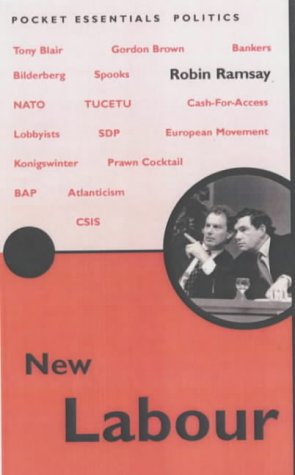 POCKET ESSENTIALS POLITICS
Tony Blair Gordon Brown Bankers
Bilderberg Spooks Robin Ramsay
NATO TUCETU Cash-For-Access
Lobbyists SDP European Movement
Konigswinter Prawn Cocktail
BAP Atlanticism
CSIS
New
Labour